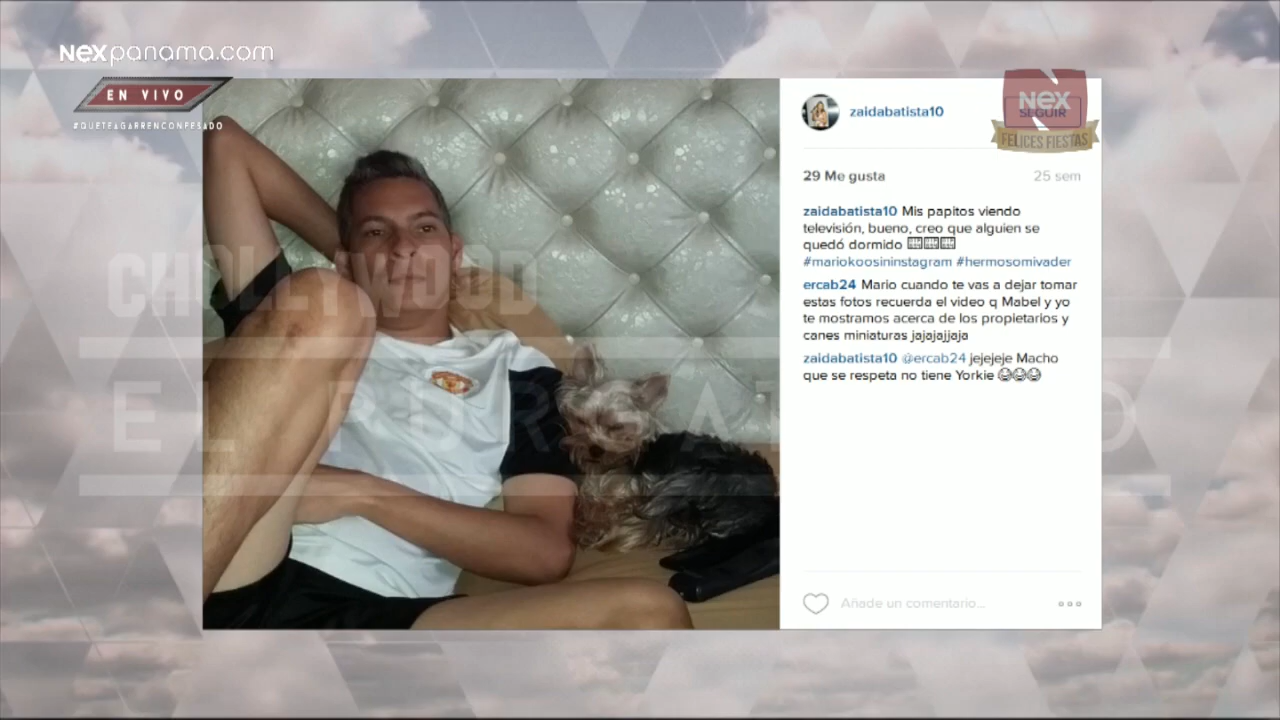 NEXpanama.com
EN VIVO
#QUETEAGARRENCONPESADO
zaidabatista10
NEX
SEGUIR
FELICES FIESTAS
29 Me gusta
25 sem
zaidabatista10 Mis papitos viendo
televisión, bueno, creo que alguien se
quedó dormido
#mariokoosininstagram #hermosomivader
ercab24 Mario cuando te vas a dejar tomar
estas fotos recuerda el video q Mabel y yo
te mostramos acerca de los propietarios y
canes miniaturas jajajajjaja
zaidabatista10 @ercab24 jejejeje Macho
que se respeta no tiene Yorkie 😂😂😂
CHOLLYWOOD
Añade un comentario...